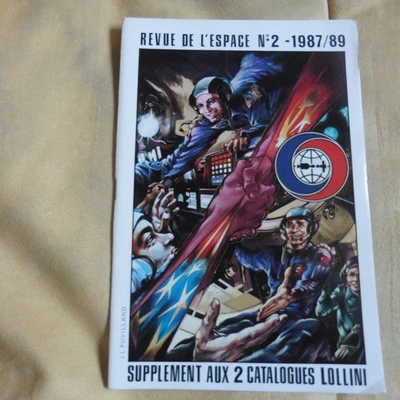 REVUE DE L'ESPACE N°2 - 1987/89
J.L. PUVILLAND
SUPPLEMENT AUX 2 CATALOGUES LOLLINI